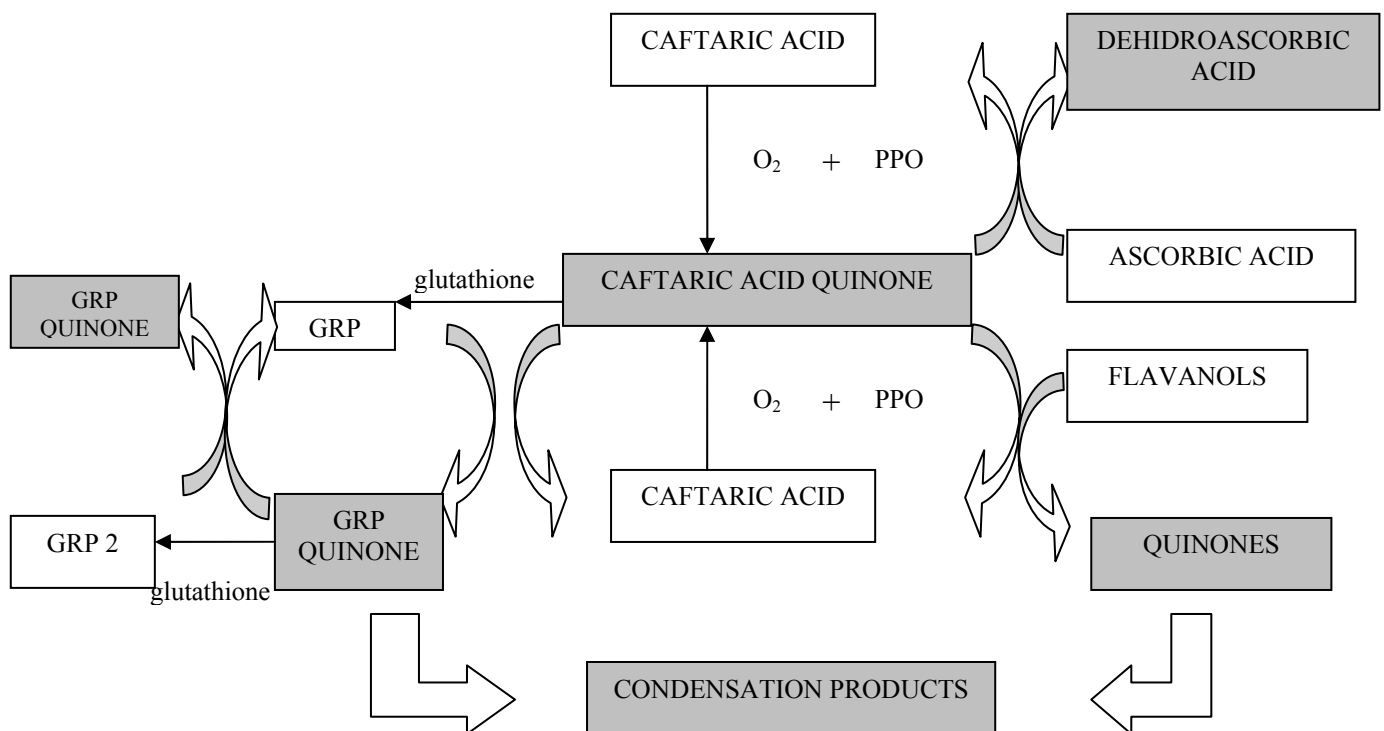 CAFTARIC ACID
DEHIDROASCORBIC
ACID
O₂ + PPO
ASCORBIC ACID
glutathione
CAFTARIC ACID QUINONE
GRP
QUINONE
GRP
FLAVANOLS
O₂ + PPO
CAFTARIC ACID
GRP
QUINONE
GRP 2
QUINONES
glutathione
CONDENSATION PRODUCTS